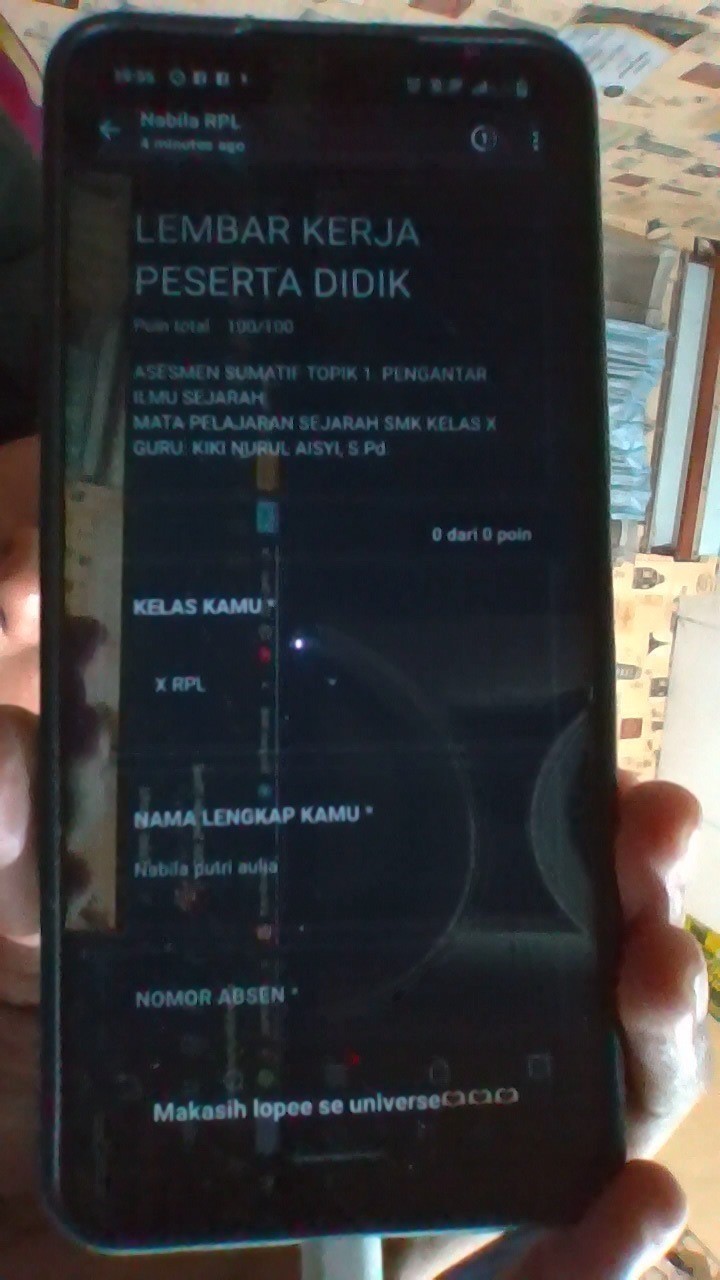 19:55
Nabila RPL
4 minutes ago
LEMBAR KERJA
PESERTA DIDIK
Poin total 100/100
ASESMEN SUMATIF TOPIK 1 PENGANTAR
ILMU SEJARAH
MATA PELAJARAN SEJARAH SMK KELAS X
GURU: KIKI NURUL AISYI, S Pd
0 dari 0 poin
KELAS KAMU *
X RPL
NAMA LENGKAP KAMU *
Nabila putri aulia
NOMOR ABSEN *
Makasih lopee se universe